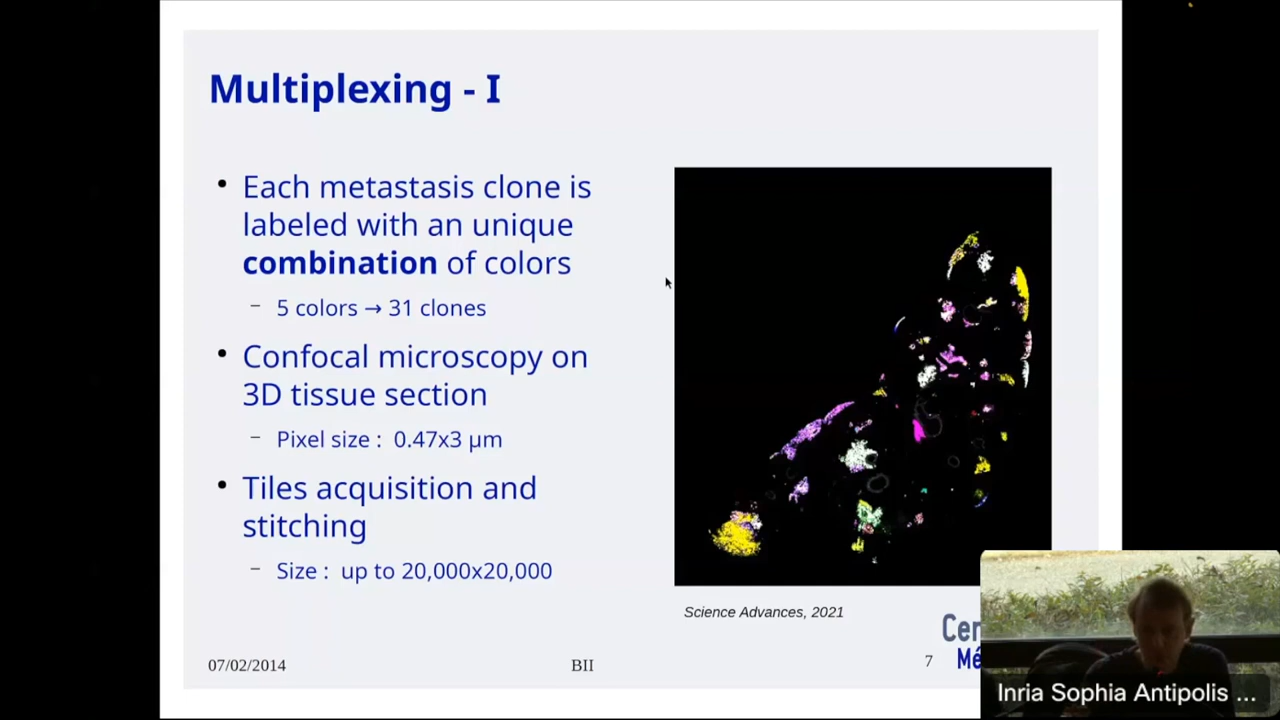 Multiplexing - I
• Each metastasis clone is
labeled with an unique
combination of colors
– 5 colors → 31 clones
• Confocal microscopy on
3D tissue section
– Pixel size : 0.47x3 µm
• Tiles acquisition and
stitching
– Size : up to 20,000x20,000
Science Advances, 2021
07/02/2014
BII
7
Cer
Mé
Inria Sophia Antipolis ...